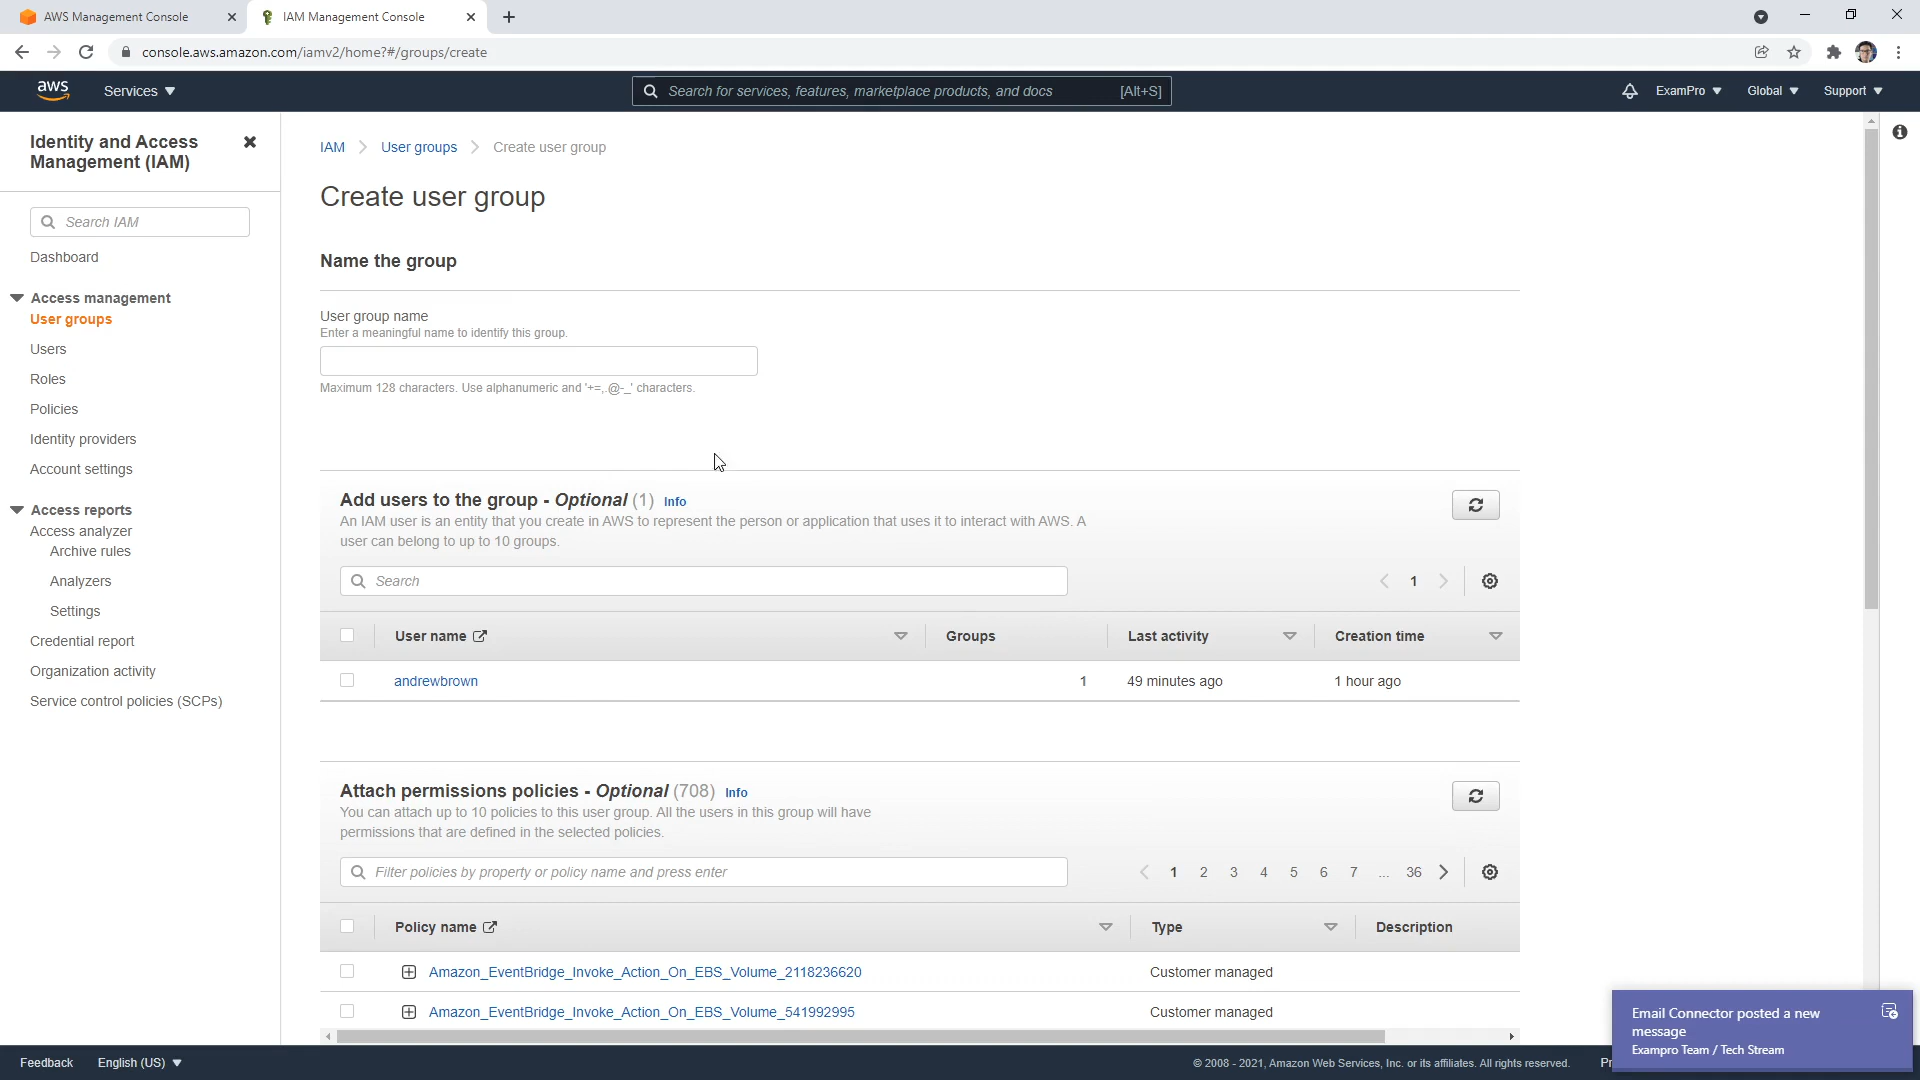 AWS Management Console
IAM Management Console
console.aws.amazon.com/iamv2/home?#/groups/create
aws
Services
Search for services, features, marketplace products, and docs
[Alt+S]
ExamPro
Global
Support
Identity and Access
Management (IAM)
Search IAM
Dashboard
Access management
User groups
Users
Roles
Policies
Identity providers
Account settings
Access reports
Access analyzer
Archive rules
Analyzers
Settings
Credential report
Organization activity
Service control policies (SCPs)
IAM
User groups
Create user group
Create user group
Name the group
User group name
Enter a meaningful name to identify this group.
Maximum 128 characters. Use alphanumeric and '+=,.@-_' characters.
Add users to the group - Optional (1) Info
An IAM user is an entity that you create in AWS to represent the person or application that uses it to interact with AWS. A
user can belong to up to 10 groups.
Search
1
User name Groups Last activity Creation time
andrewbrown 1 49 minutes ago 1 hour ago
Attach permissions policies - Optional (708) Info
You can attach up to 10 policies to this user group. All the users in this group will have
permissions that are defined in the selected policies.
Filter policies by property or policy name and press enter
1 2 3 4 5 6 7 ... 36
Policy name Type Description
Amazon_EventBridge_Invoke_Action_On_EBS_Volume_2118236620 Customer managed
Amazon_EventBridge_Invoke_Action_On_EBS_Volume_541992995 Customer managed
Email Connector posted a new
message
Exampro Team / Tech Stream
Feedback
English (US)
© 2008 - 2021, Amazon Web Services, Inc. or its affiliates. All rights reserved.